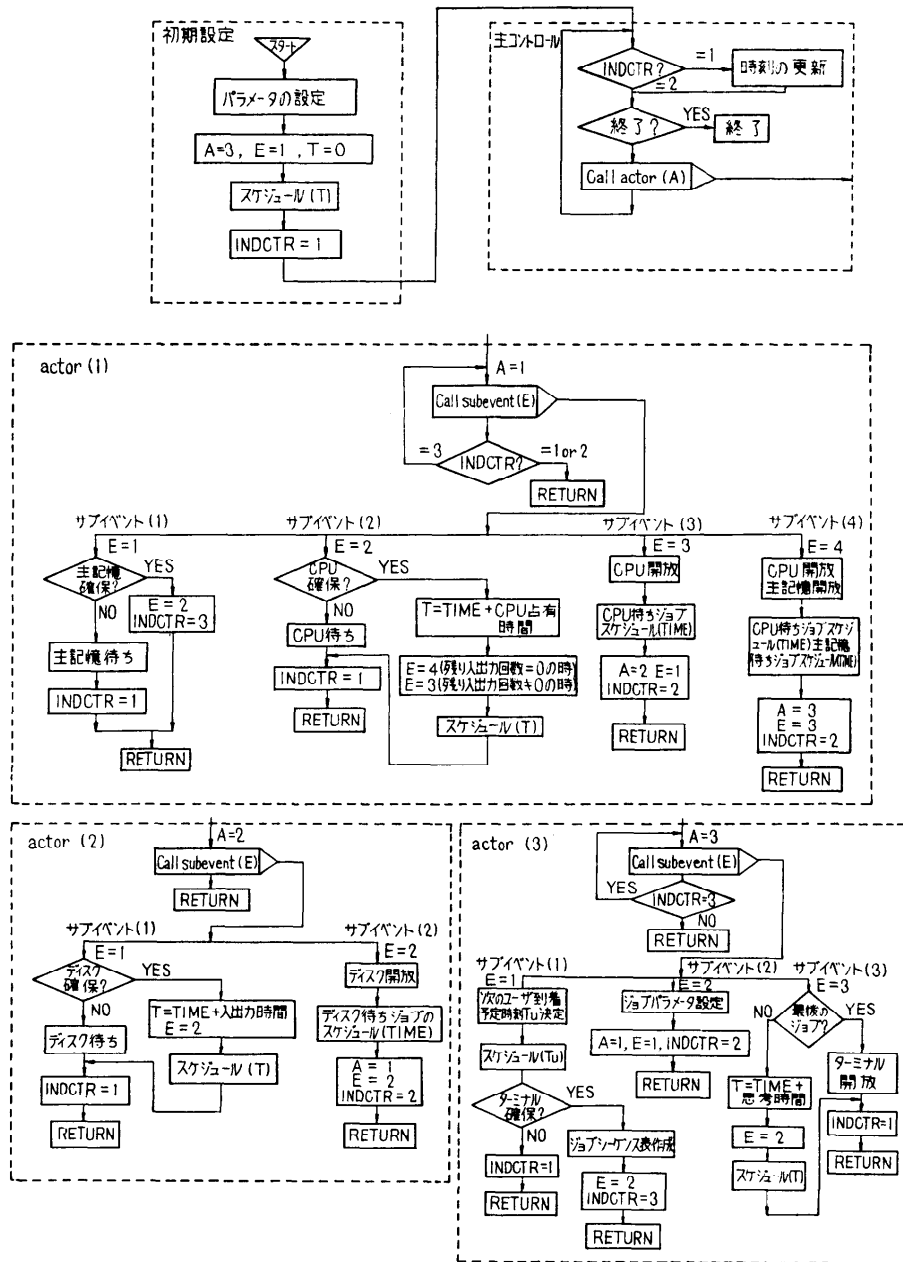 初期設定
スタート
パラメータの設定
A=3, E=1, T=0
スケジュール(T)
INDCTR=1
主コントロール
INDCTR?
=1
時刻の更新
=2
終了?
YES
終了
Call actor (A)
actor (1)
A=1
Call subevent(E)
=3
INDCTR?
=1 or 2
RETURN
サブイベント(1)
E=1
主記憶
確保?
YES
NO
E=2
INDCTR=3
主記憶待ち
INDCTR=1
RETURN
サブイベント(2)
E=2
CPU
確保?
YES
NO
T=TIME+CPU占有
時間
CPU待ち
E=4(残り入出力回数=0の時)
E=3(残り入出力回数≠0の時)
INDCTR=1
RETURN
スケジュール(T)
サブイベント(3)
E=3
CPU開放
CPU待ちジョブ
スケジュール(TIME)
A=2 E=1
INDCTR=2
RETURN
サブイベント(4)
E=4
CPU開放
主記憶開放
CPU待ちジョブスケジ
ュール(TIME)主記憶
待ちジョブスケジュール(TIME)
A=3
E=3
INDCTR=2
RETURN
actor (2)
A=2
Call subevent(E)
RETURN
サブイベント(1)
E=1
ディスク
確保?
YES
NO
T=TIME+入出力時間
E=2
ディスク待ち
スケジュール(T)
INDCTR=1
RETURN
サブイベント(2)
E=2
ディスク開放
ディスク待ちジョブの
スケジュール(TIME)
A=1
E=2
INDCTR=2
RETURN
actor (3)
A=3
Call subevent(E)
YES
INDCTR=3
NO
RETURN
サブイベント(1)
E=1
次のユーザ到着
予定時刻Tu決定
スケジュール(Tu)
ターミナル
確保?
YES
NO
INDCTR=1
RETURN
ジョブシーケンス表作成
E=2
INDCTR=3
RETURN
サブイベント(2)
E=2
ジョブパラメータ設定
A=1, E=1, INDCTR=2
RETURN
サブイベント(3)
E=3
最後の
ジョブ?
NO
YES
T=TIME+
思考時間
E=2
スケジュール(T)
ターミナル
開放
INDCTR=1
RETURN